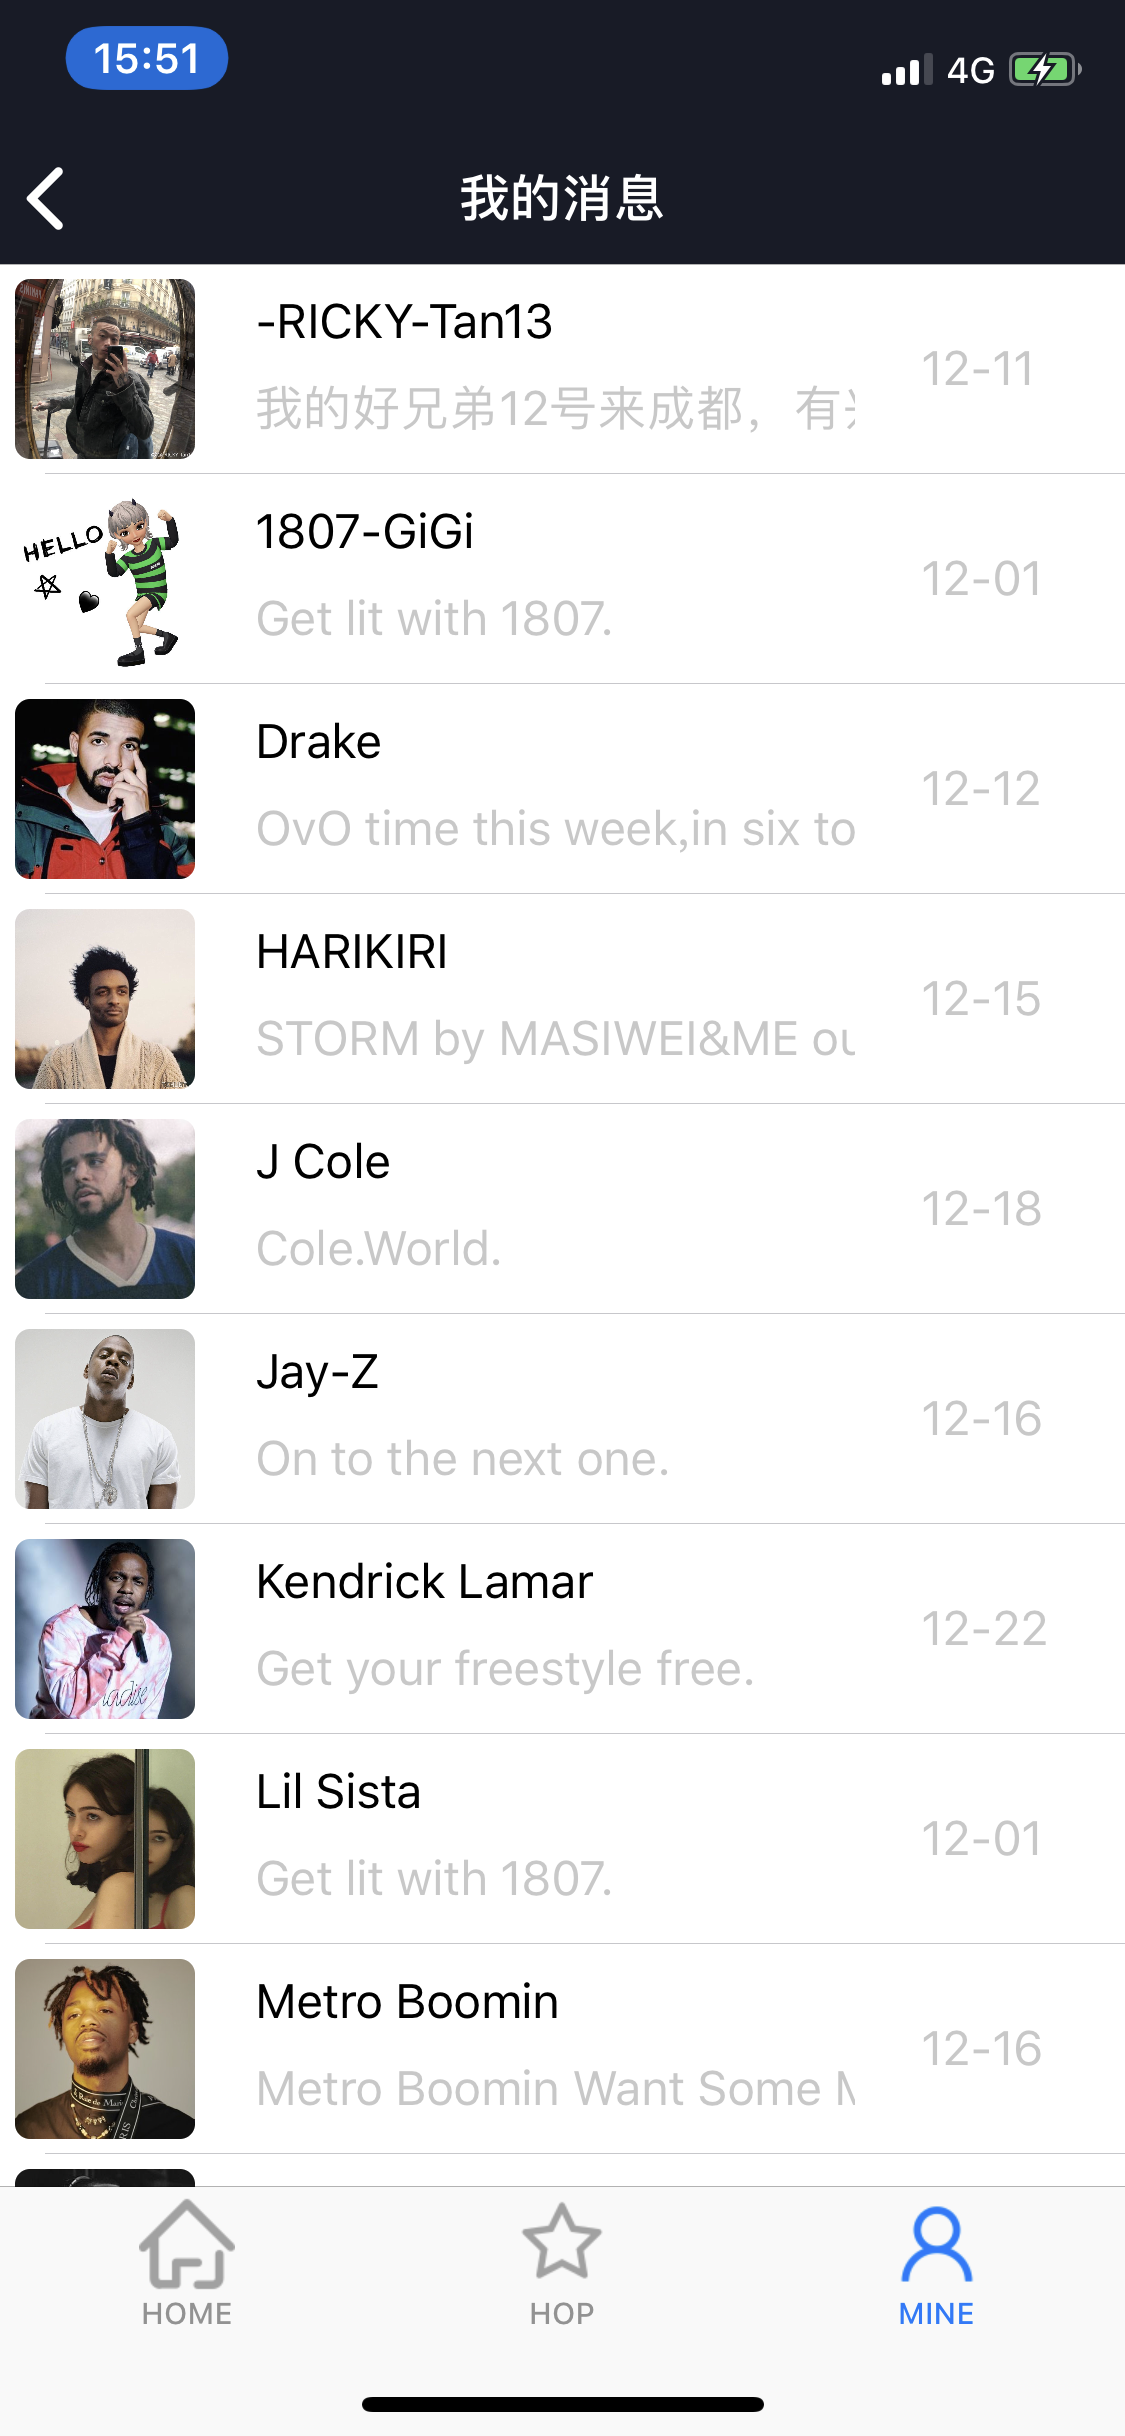 15:51
4G
我的消息
-RICKY-Tan13
我的好兄弟12号来成都，有
12-11
HELLO
1807-GiGi
Get lit with 1807.
12-01
Drake
OvO time this week,in six to
12-12
HARIKIRI
STORM by MASIWEI&ME ou
12-15
J Cole
Cole.World.
12-18
Jay-Z
On to the next one.
12-16
Kendrick Lamar
Get your freestyle free.
12-22
Lil Sista
Get lit with 1807.
12-01
Metro Boomin
Metro Boomin Want Some
12-16
HOME
HOP
MINE